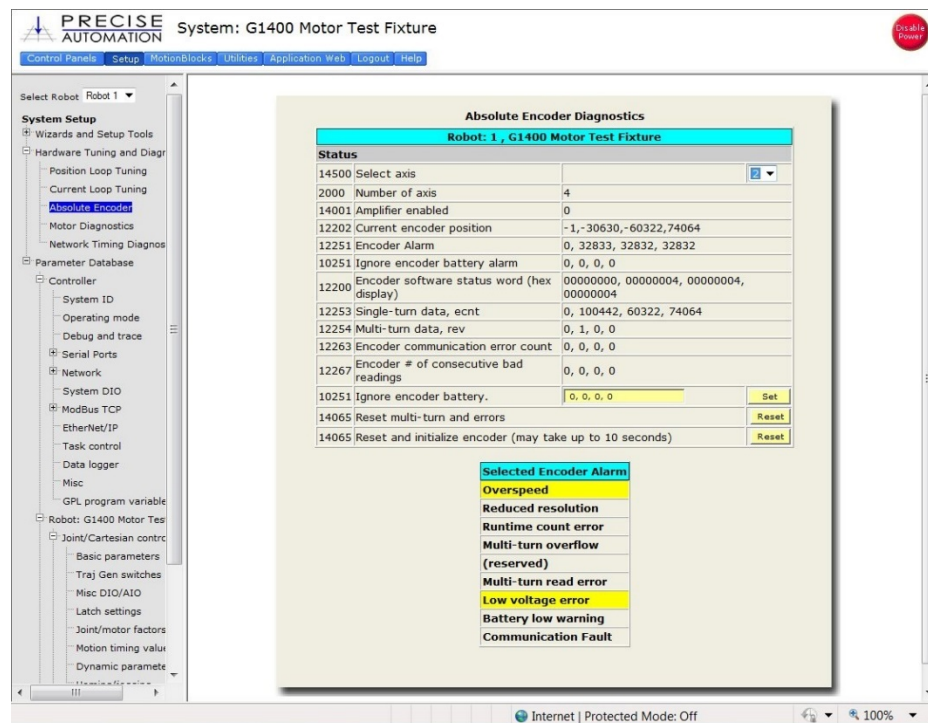 PRECISE
AUTOMATION
System: G1400 Motor Test Fixture
Disable
Power
Control Panels Setup MotionBlocks Utilities Application Web Logout Help
Select Robot Robot 1
System Setup
Wizards and Setup Tools
Hardware Tuning and Diagr
Position Loop Tuning
Current Loop Tuning
Absolute Encoder
Motor Diagnostics
Network Timing Diagnos
Parameter Database
Controller
System ID
Operating mode
Debug and trace
Serial Ports
Network
System DIO
ModBus TCP
EtherNet/IP
Task control
Data logger
Misc
GPL program variable
Robot: G1400 Motor Tes
Joint/Cartesian contro
Basic parameters
Traj Gen switches
Misc DIO/AIO
Latch settings
Joint/motor factors
Motion timing value
Dynamic paramete
Absolute Encoder Diagnostics
Robot: 1 , G1400 Motor Test Fixture
Status
14500 Select axis 2
2000 Number of axis 4
14001 Amplifier enabled 0
12202 Current encoder position -1,-30630,-60322,74064
12251 Encoder Alarm 0, 32833, 32832, 32832
10251 Ignore encoder battery alarm 0, 0, 0, 0
12200 Encoder software status word (hex
display)
00000000, 00000004, 00000004,
00000004
12253 Single-turn data, ecnt 0, 100442, 60322, 74064
12254 Multi-turn data, rev 0, 1, 0, 0
12263 Encoder communication error count 0, 0, 0, 0
12267 Encoder # of consecutive bad
readings
0, 0, 0, 0
10251 Ignore encoder battery. 0, 0, 0, 0 Set
14065 Reset multi-turn and errors Reset
14065 Reset and initialize encoder (may take up to 10 seconds) Reset
Selected Encoder Alarm
Overspeed
Reduced resolution
Runtime count error
Multi-turn overflow
(reserved)
Multi-turn read error
Low voltage error
Battery low warning
Communication Fault
Internet | Protected Mode: Off 100%